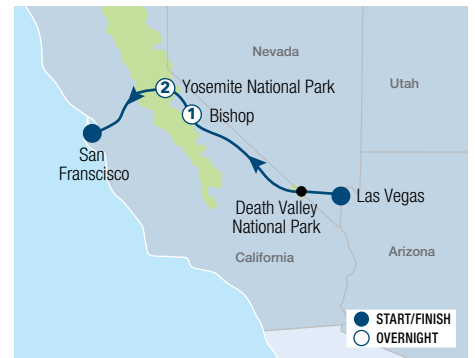 Nevada
Utah
2 Yosemite National Park
1 Bishop
San
Franscisco
Death Valley
National Park
Las Vegas
California
Arizona
START/FINISH
OVERNIGHT